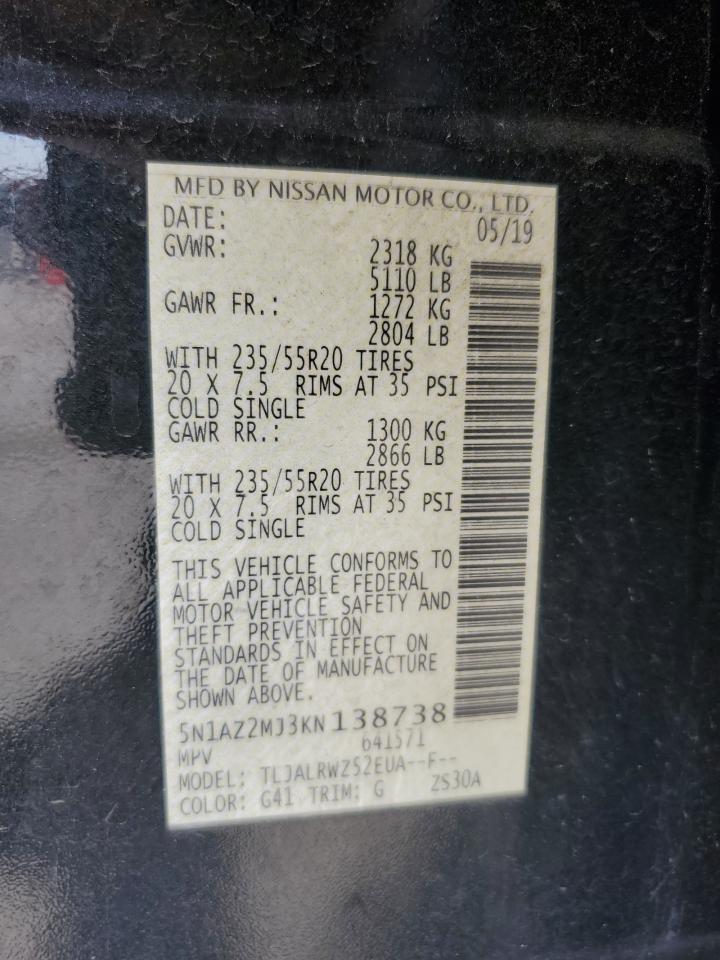 MFD BY NISSAN MOTOR CO., LTD.
DATE: 05/19
GVWR: 2318 KG
5110 LB
GAWR FR.: 1272 KG
2804 LB
WITH 235/55R20 TIRES
20 X 7.5 RIMS AT 35 PSI
COLD SINGLE
GAWR RR.: 1300 KG
2866 LB
WITH 235/55R20 TIRES
20 X 7.5 RIMS AT 35 PSI
COLD SINGLE
THIS VEHICLE CONFORMS TO
ALL APPLICABLE FEDERAL
MOTOR VEHICLE SAFETY AND
THEFT PREVENTION
STANDARDS IN EFFECT ON
THE DATE OF MANUFACTURE
SHOWN ABOVE.
5N1AZ2MJ3KN138738
MPV 641571
MODEL: TLJALRWZ52EUA--F--
COLOR: G41 TRIM: G ZS30A